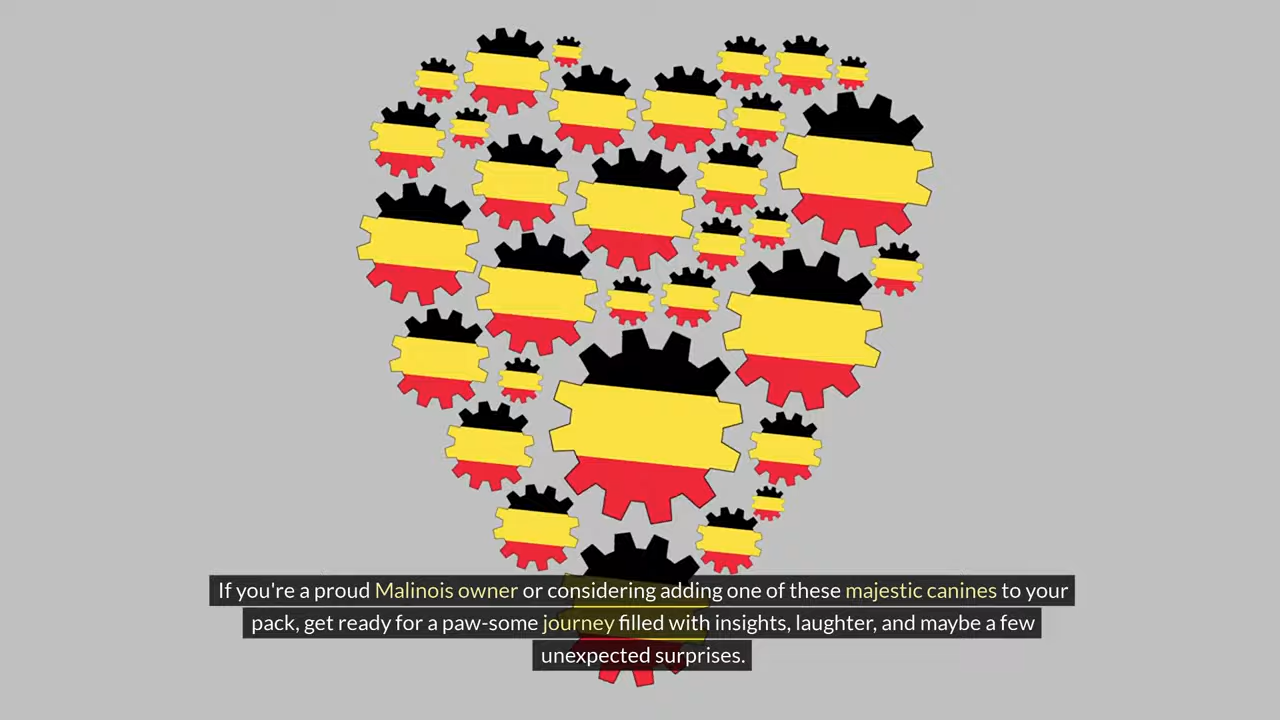 If you're a proud Malinois owner or considering adding one of these majestic canines to your
pack, get ready for a paw-some journey filled with insights, laughter, and maybe a few
unexpected surprises.